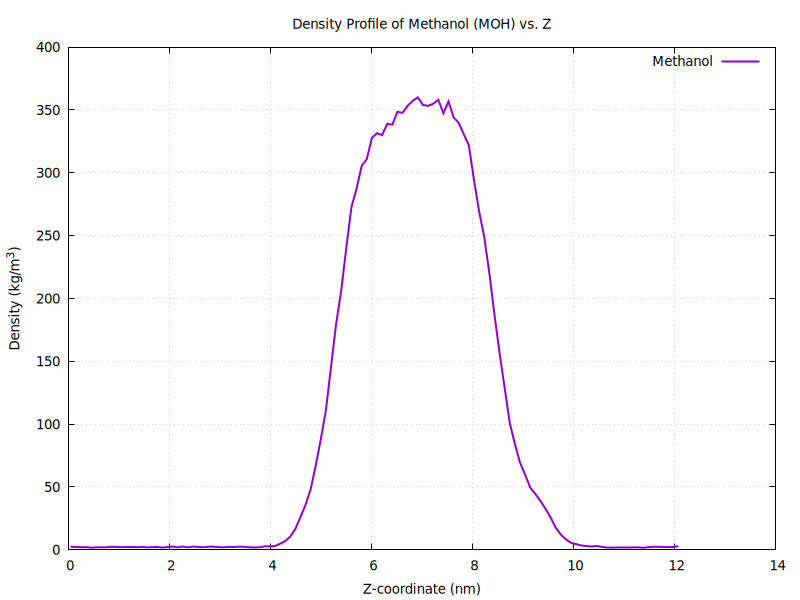 Density Profile of Methanol (MOH) vs. Z
Methanol
400
350
300
250
200
150
100
50
0
Density (kg/m³)
0 2 4 6 8 10 12 14
Z-coordinate (nm)